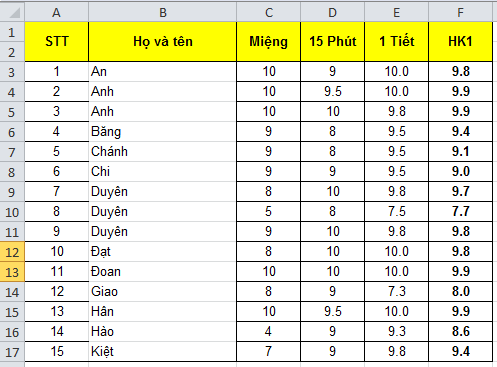 A B C D E F
1
2
STT Họ và tên Miệng 15 Phút 1 Tiết HK1
3 1 An 10 9 10.0 9.8
4 2 Anh 10 9.5 10.0 9.9
5 3 Anh 10 10 9.8 9.9
6 4 Băng 9 8 9.5 9.4
7 5 Chánh 9 8 9.5 9.1
8 6 Chi 9 9 9.5 9.0
9 7 Duyên 8 10 9.8 9.7
10 8 Duyên 5 8 7.5 7.7
11 9 Duyên 9 10 9.8 9.8
12 10 Đạt 8 10 10.0 9.8
13 11 Đoan 10 10 10.0 9.9
14 12 Giao 8 9 7.3 8.0
15 13 Hân 10 9.5 10.0 9.9
16 14 Hào 4 9 9.3 8.6
17 15 Kiệt 7 9 9.8 9.4